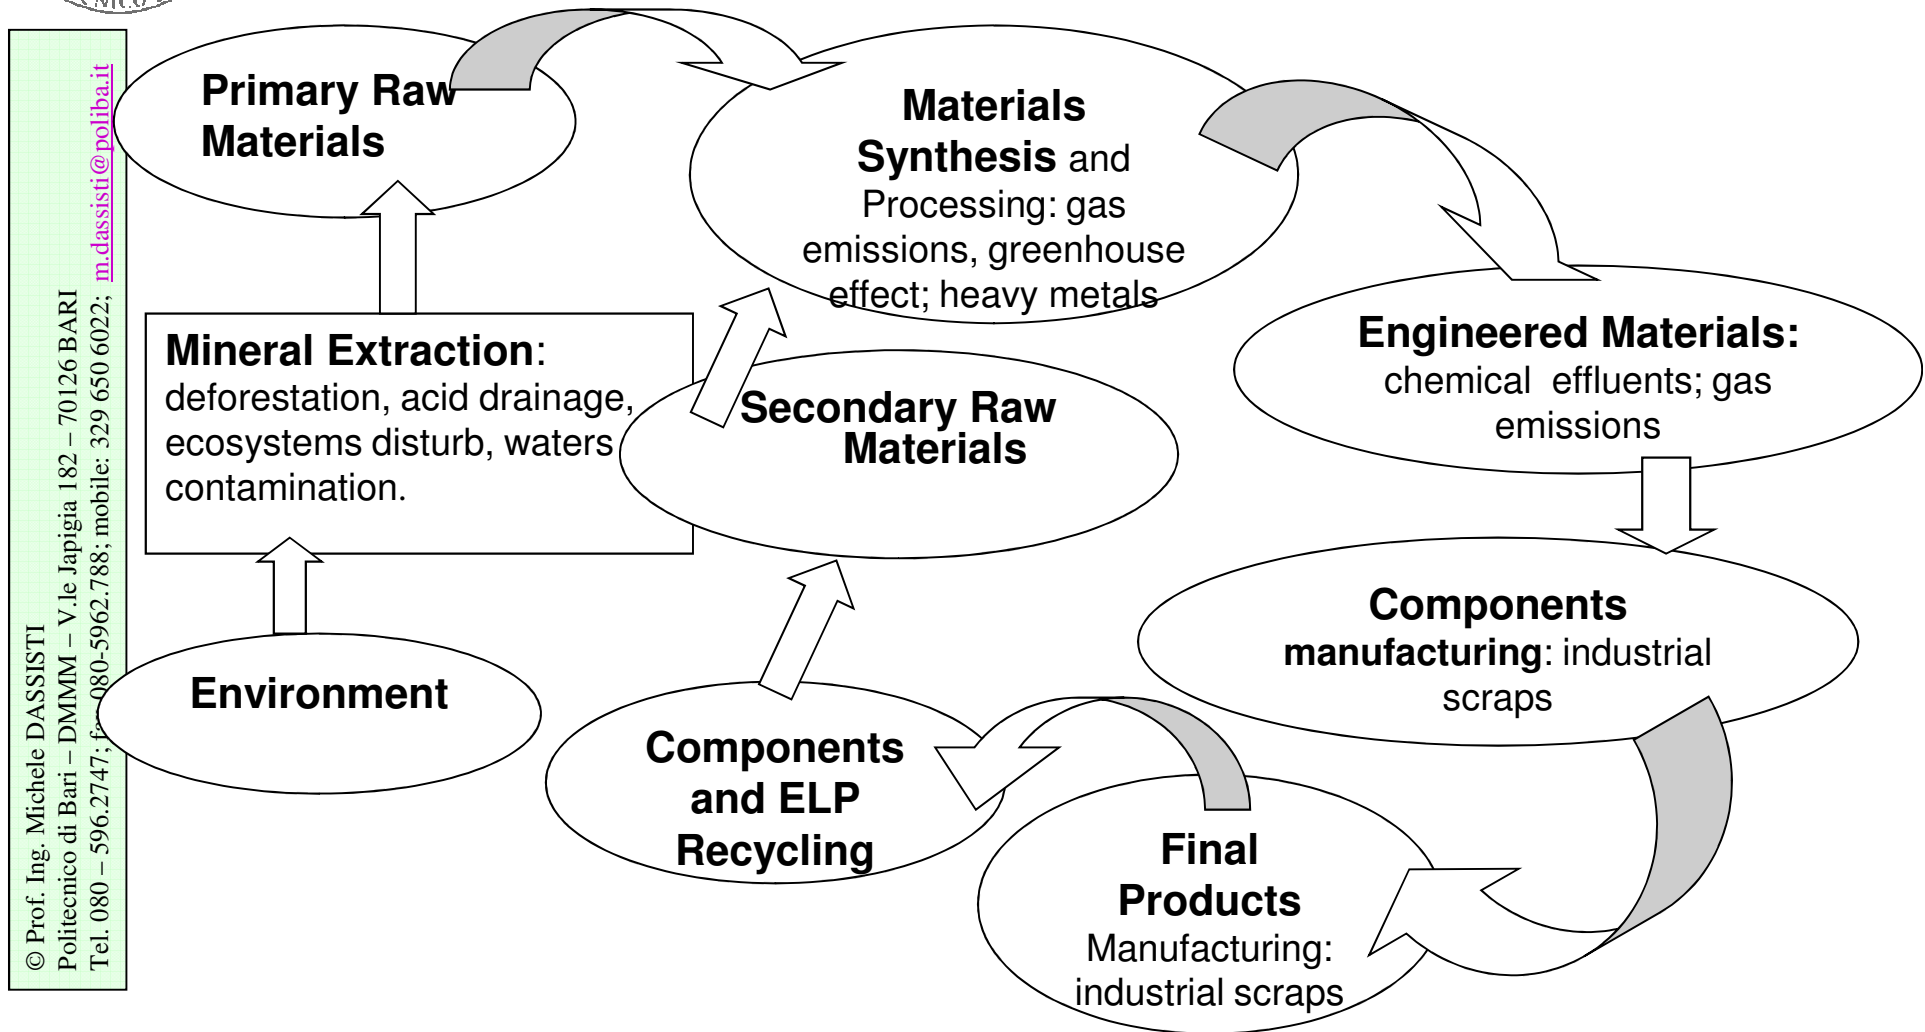 © Prof. Ing. Michele DASSISTI
Politecnico di Bari – DMMM – V.le Japigia 182 – 70126 BARI
Tel. 080 – 596.2747; 080-5962.788; mobile: 329 650 6022; m.dassisti@poliba.it
Primary Raw
Materials
Materials
Synthesis and
Processing: gas
emissions, greenhouse
effect; heavy metals
Mineral Extraction:
deforestation, acid drainage,
ecosystems disturb, waters
contamination.
Secondary Raw
Materials
Engineered Materials:
chemical effluents; gas
emissions
Components
manufacturing: industrial
scraps
Environment
Components
and ELP
Recycling
Final
Products
Manufacturing:
industrial scraps